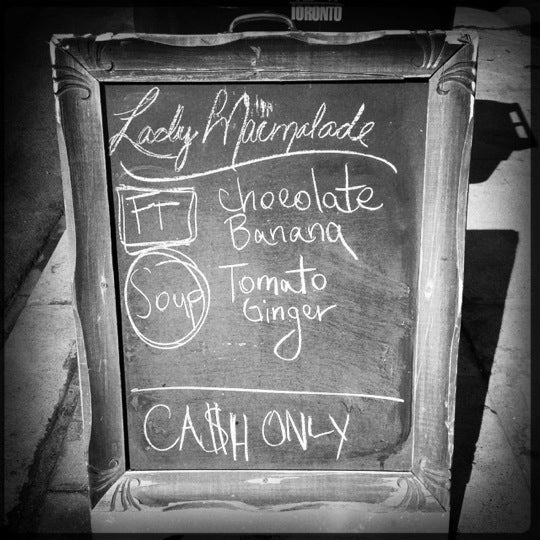 TORONTO
Lady Marmalade
FT Chocolate
Banana
Soup Tomato
Ginger
CA$H ONLY